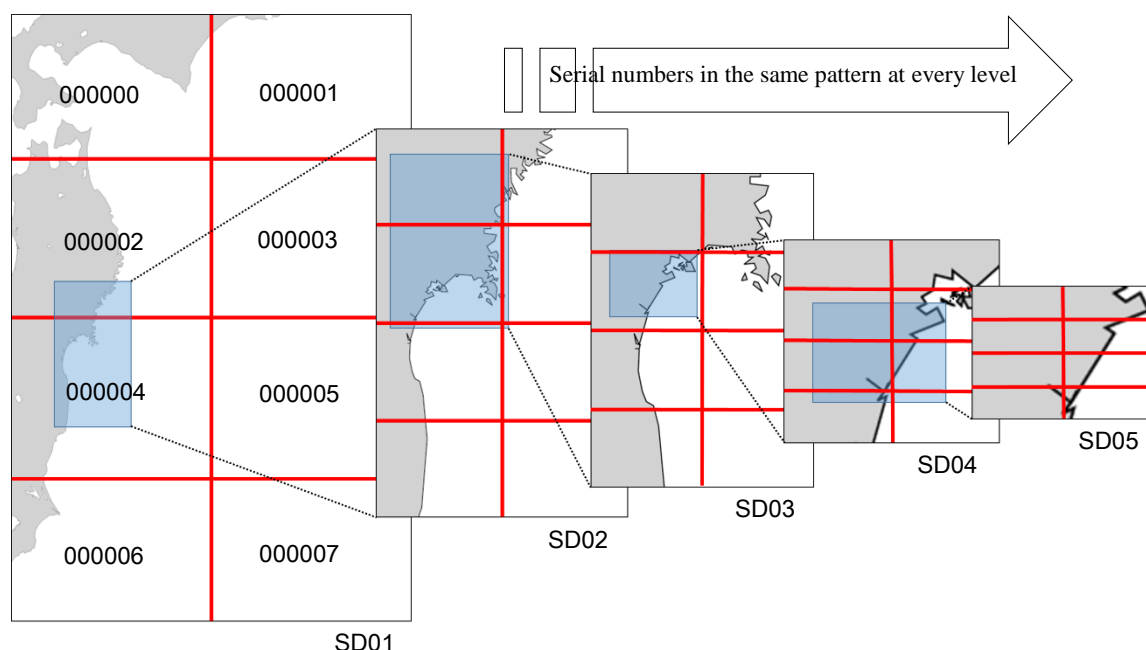 Serial numbers in the same pattern at every level
000000
000001
000002
000003
000004
000005
000006
000007
SD01
SD02
SD03
SD04
SD05